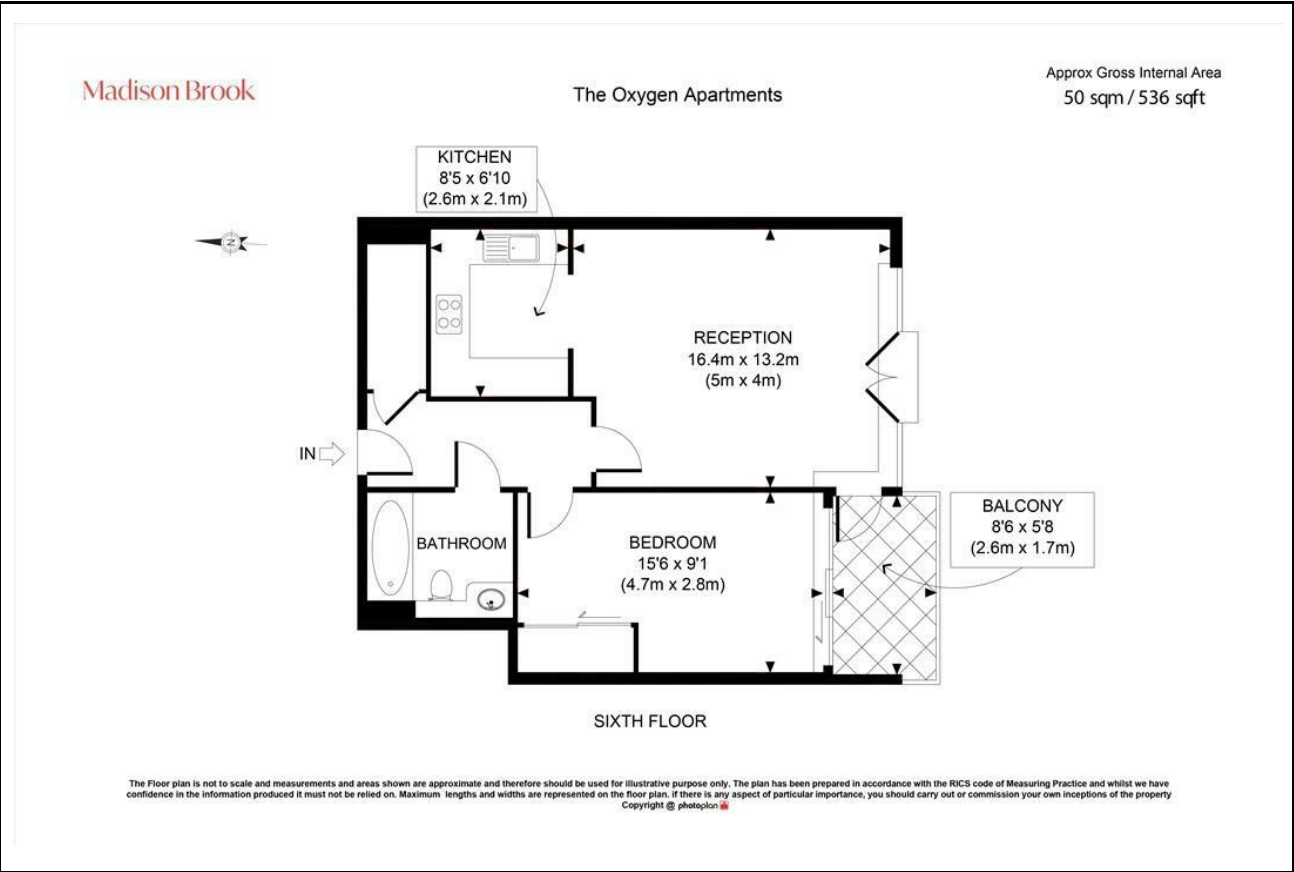 Madison Brook
The Oxygen Apartments
Approx Gross Internal Area
50 sqm / 536 sqft
KITCHEN
8'5 x 6'10
(2.6m x 2.1m)
N
RECEPTION
16.4m x 13.2m
(5m x 4m)
IN
BATHROOM
BEDROOM
15'6 x 9'1
(4.7m x 2.8m)
BALCONY
8'6 x 5'8
(2.6m x 1.7m)
SIXTH FLOOR
The Floor plan is not to scale and measurements and areas shown are approximate and therefore should be used for illustrative purpose only. The plan has been prepared in accordance with the RICS code of Measuring Practice and whilst we have
confidence in the information produced it must not be relied on. Maximum lengths and widths are represented on the floor plan. if there is any aspect of particular importance, you should carry out or commission your own inceptions of the property
Copyright @ photoplan